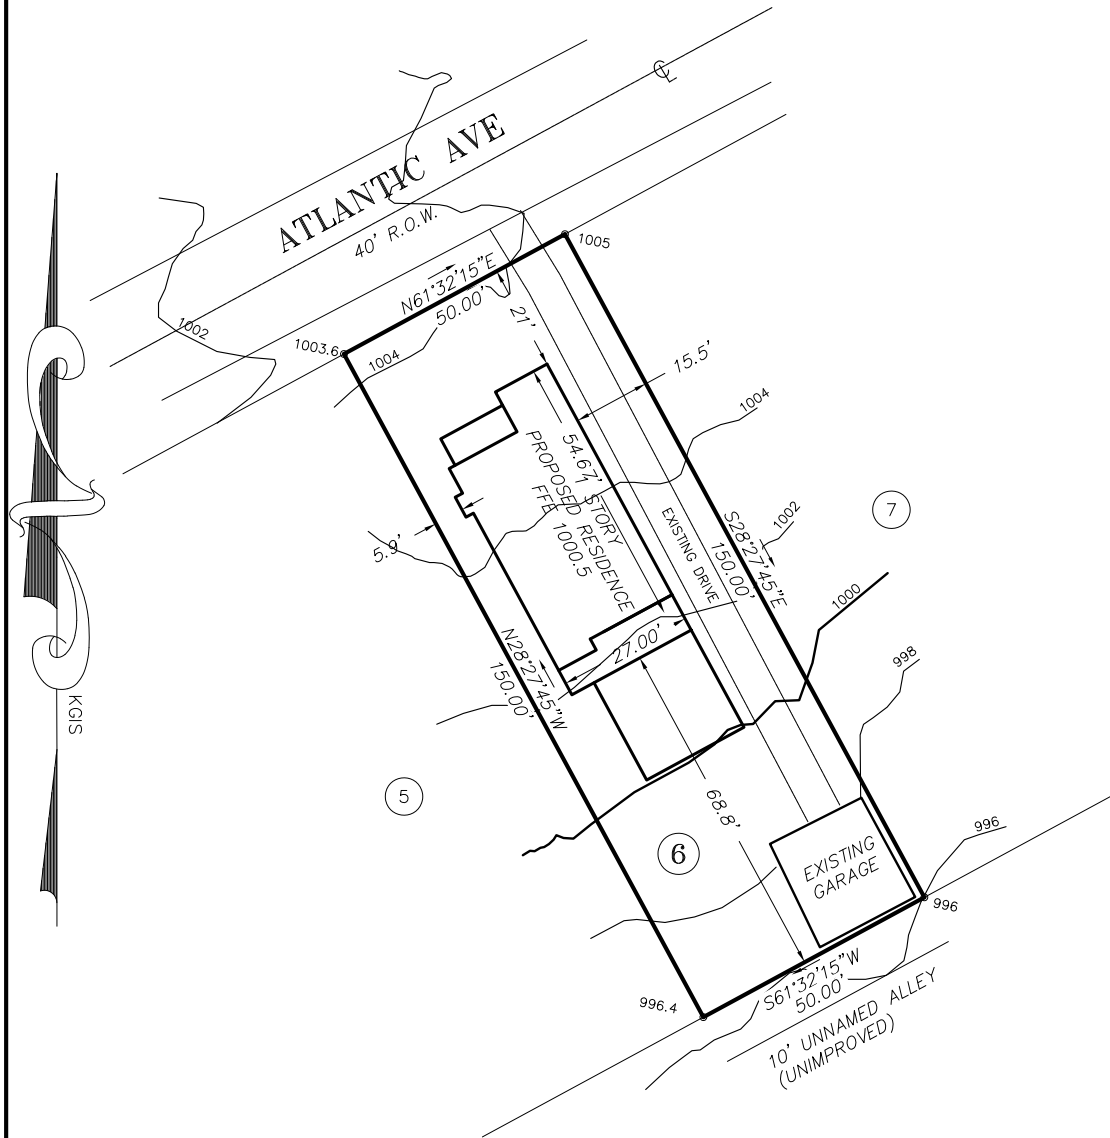 ℄
ATLANTIC AVE
40' R.O.W.
1005
N61°32'15"E
50.00'
1002
1003.6
1004
21'
15.5'
1004
54.67'
1 STORY
PROPOSED RESIDENCE
FFE 1000.5
EXISTING DRIVE
7
1002
S28°27'45"E
150.00'
5.9'
1000
27.00'
N28°27'45"W
150.00'
998
KGIS
5
68.8'
6
996
EXISTING
GARAGE
996
S61°32'15"W
50.00'
996.4
10' UNNAMED ALLEY
(UNIMPROVED)